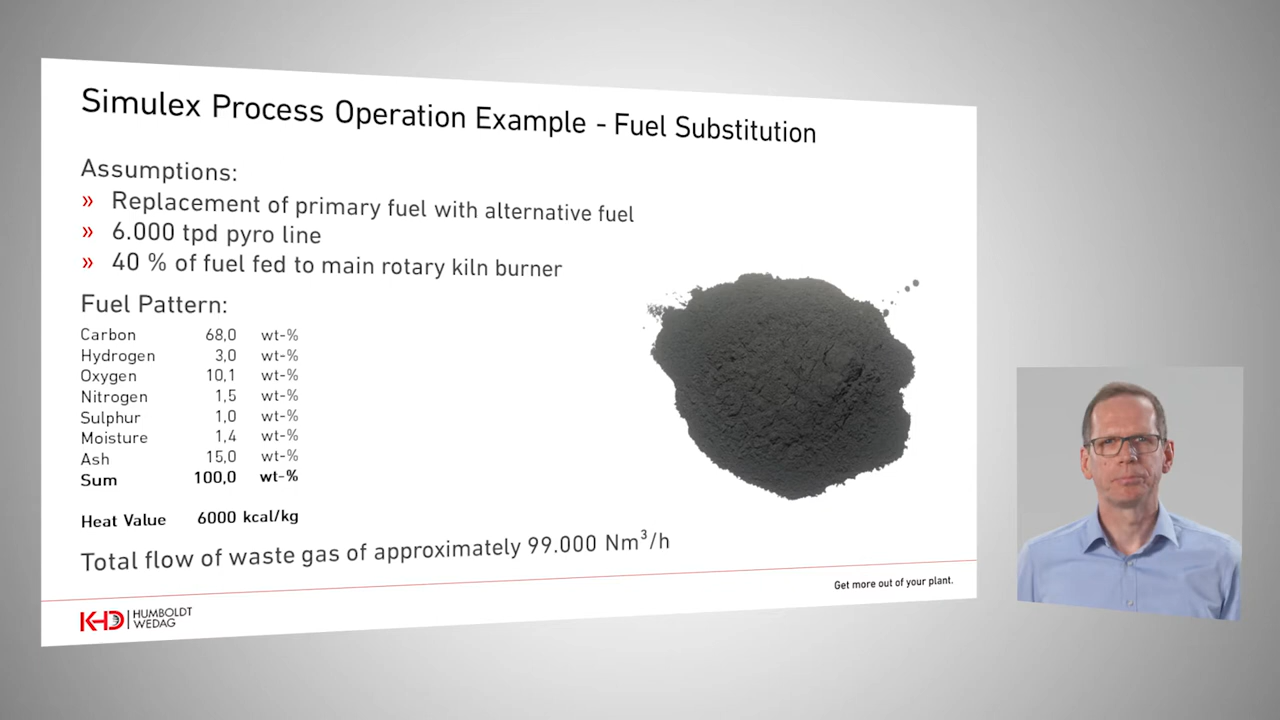 Simulex Process Operation Example - Fuel Substitution
Assumptions:
» Replacement of primary fuel with alternative fuel
» 6.000 tpd pyro line
» 40 % of fuel fed to main rotary kiln burner
Fuel Pattern:
Carbon 68,0 wt-%
Hydrogen 3,0 wt-%
Oxygen 10,1 wt-%
Nitrogen 1,5 wt-%
Sulphur 1,0 wt-%
Moisture 1,4 wt-%
Ash 15,0 wt-%
Sum 100,0 wt-%
Heat Value 6000 kcal/kg
Total flow of waste gas of approximately 99.000 Nm³/h
Get more out of your plant.
KHD HUMBOLDT
WEDAG